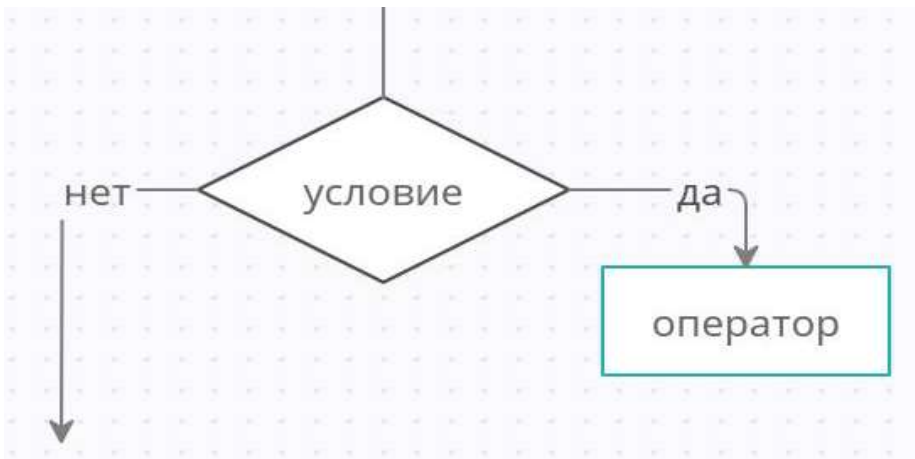 нет
условие
да
оператор